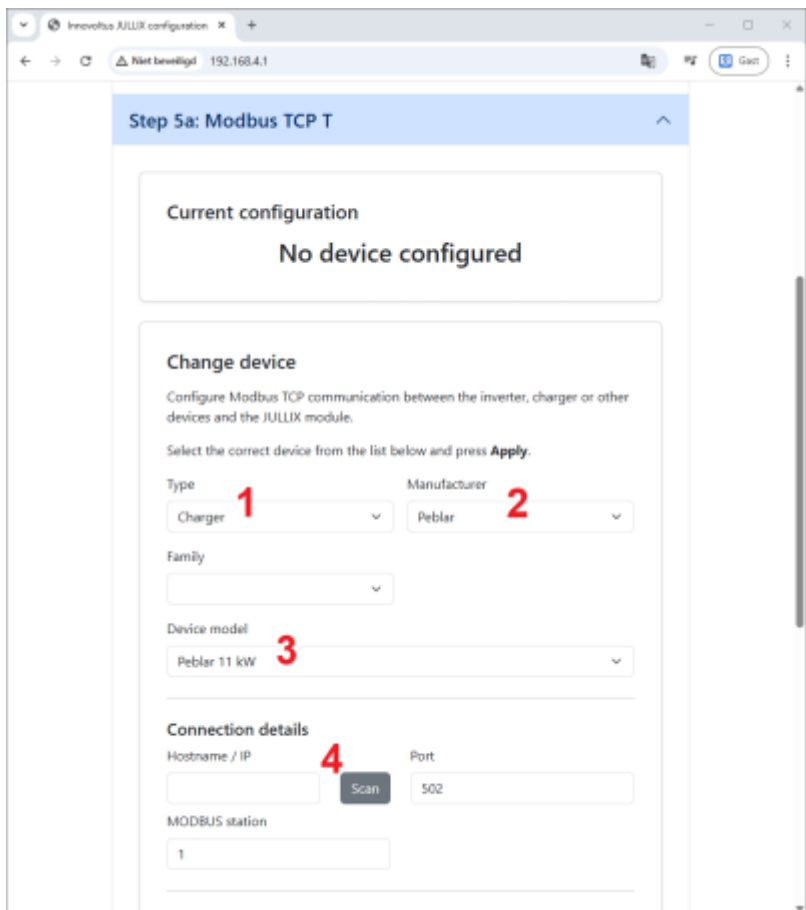 Innovoltus JULLIX configuration
Niet beveiligd 192.168.4.1 Gast
Step 5a: Modbus TCP T
Current configuration
No device configured
Change device
Configure Modbus TCP communication between the inverter, charger or other
devices and the JULLIX module.
Select the correct device from the list below and press Apply.
Type 1 Manufacturer 2
Charger Peblar
Family
Device model 3
Peblar 11 kW
Connection details
Hostname / IP 4 Port
Scan 502
MODBUS station
1